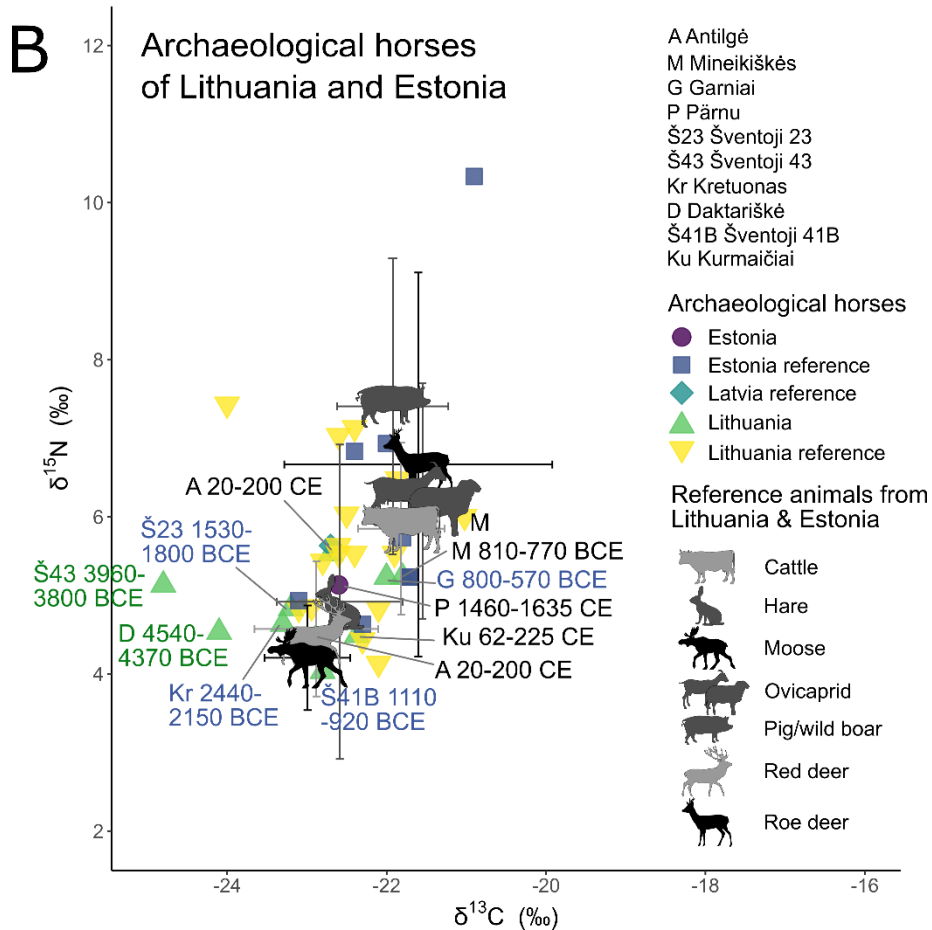 B
Archaeological horses
of Lithuania and Estonia
A Antilgė
M Mineikiškės
G Garniai
P Pärnu
Š23 Šventoji 23
Š43 Šventoji 43
Kr Kretuonas
D Daktariškė
Š41B Šventoji 41B
Ku Kurmaičiai
Archaeological horses
Estonia
Estonia reference
Latvia reference
Lithuania
Lithuania reference
Reference animals from
Lithuania & Estonia
Cattle
Hare
Moose
Ovicaprid
Pig/wild boar
Red deer
Roe deer
12
10
8
6
4
2
δ15N (‰)
A 20-200 CE
Š23 1530-
1800 BCE
Š43 3960-
3800 BCE
D 4540-
4370 BCE
Kr 2440-
2150 BCE
Š41B 1110
-920 BCE
M
M 810-770 BCE
G 800-570 BCE
P 1460-1635 CE
Ku 62-225 CE
A 20-200 CE
-24
-22
-20
-18
-16
δ13C (‰)